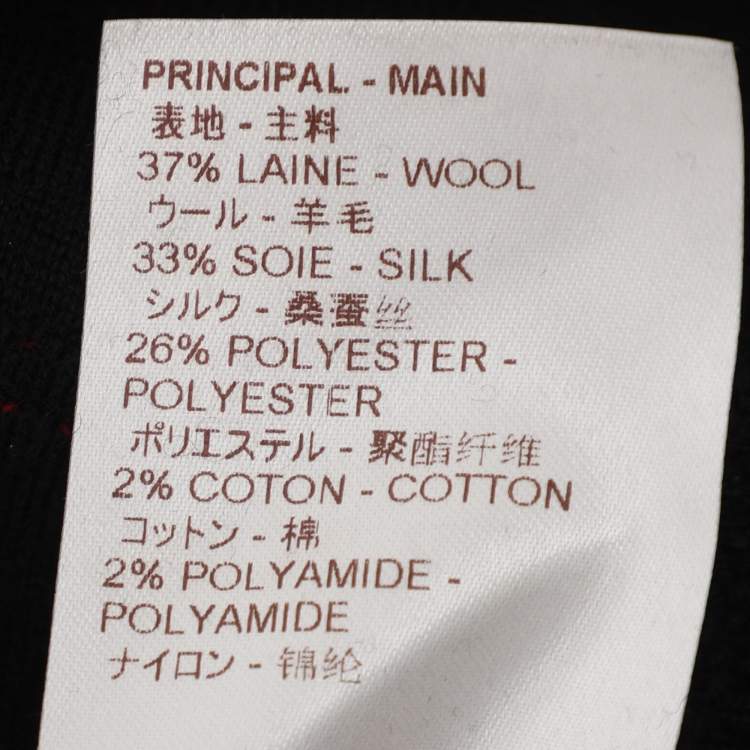 PRINCIPAL - MAIN
表地 - 主料
37% LAINE - WOOL
ウール - 羊毛
33% SOIE - SILK
シルク - 桑蚕丝
26% POLYESTER -
POLYESTER
ポリエステル - 聚酯纤维
2% COTON - COTTON
コットン - 棉
2% POLYAMIDE -
POLYAMIDE
ナイロン - 锦纶